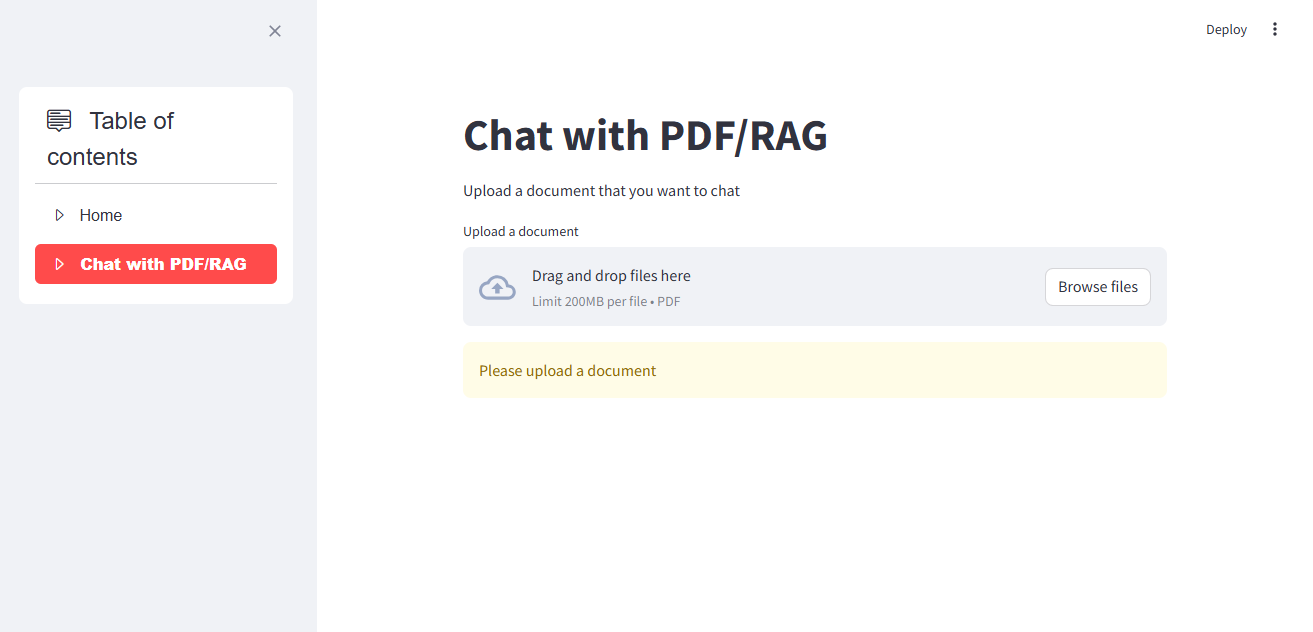 Deploy
Table of
contents
Home
Chat with PDF/RAG
Chat with PDF/RAG
Upload a document that you want to chat
Upload a document
Drag and drop files here
Limit 200MB per file • PDF
Browse files
Please upload a document